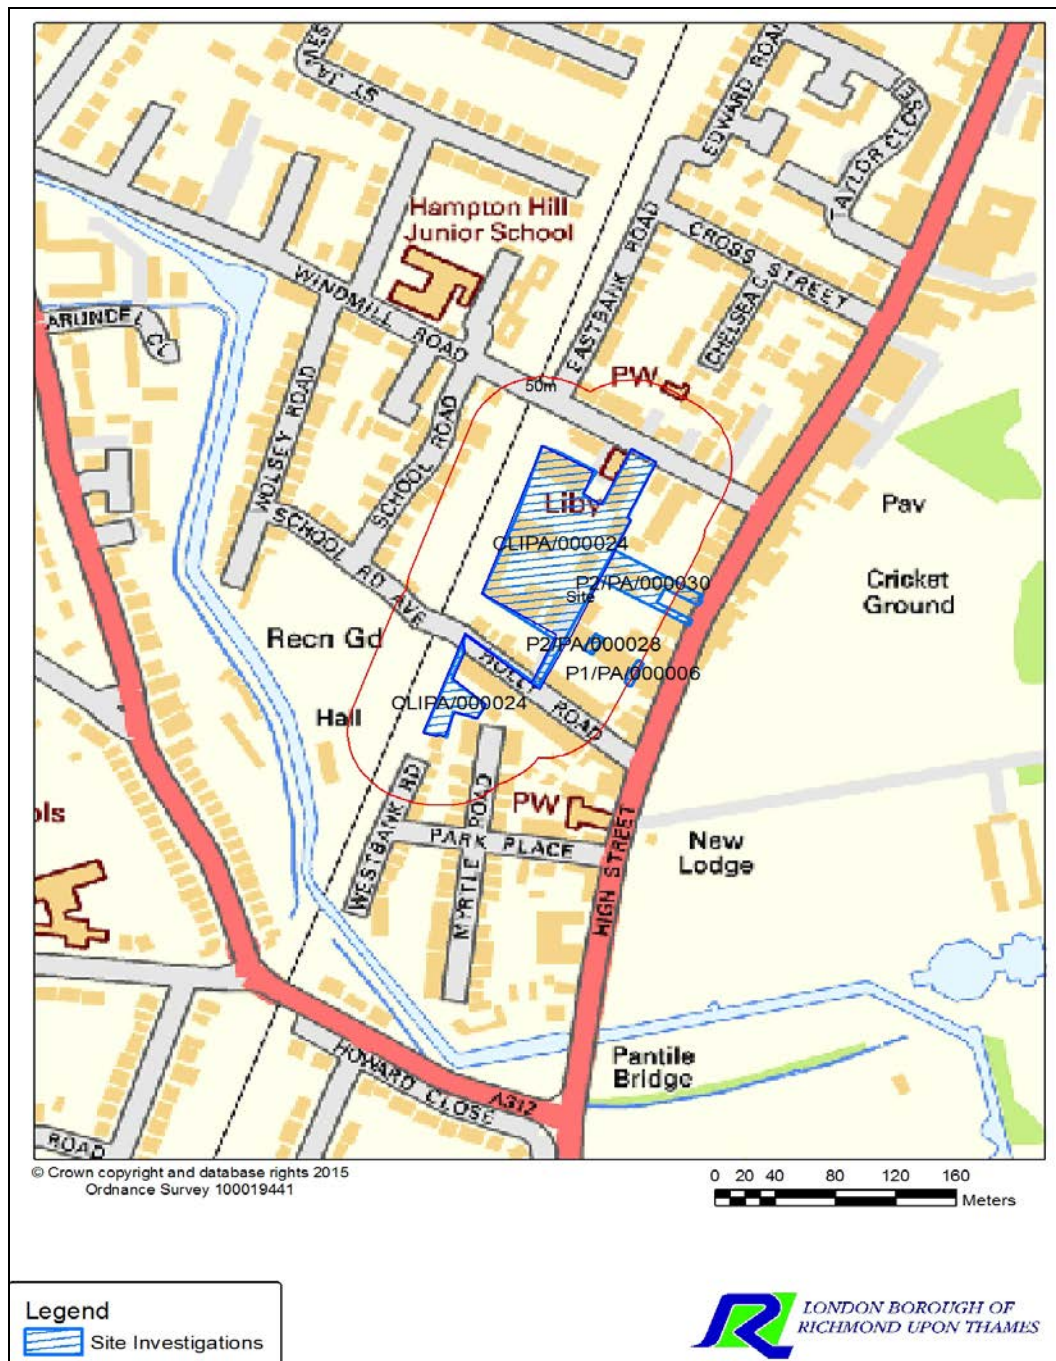 ST JA
EDWARD ROAD
TAYLOR CLOSE
Hampton Hill
Junior School
EASTBANK ROAD
CROSS STREET
CHELSEA C
WINDMILL ROAD
ARUNDEL CL
PW
50m
WOLSEY ROAD
SCHOOL ROAD
Liby
Pav
SCHOOL RD AVE
CLIPA/000024
P2/PA/000030
Site
Cricket
Ground
Recn Gd
P2/PA/000028
P1/PA/000006
HOLLY ROAD
CLIPA/000024
Hall
WESTBANK RD
MYRTLE ROAD
PW
PARK PLACE
HIGH STREET
New
Lodge
ols
Pantile
Bridge
HOWARD CLOSE
A312
ROAD
© Crown copyright and database rights 2015
Ordnance Survey 100019441
0 20 40 80 120 160
Meters
Legend
Site Investigations
LONDON BOROUGH OF
RICHMOND UPON THAMES